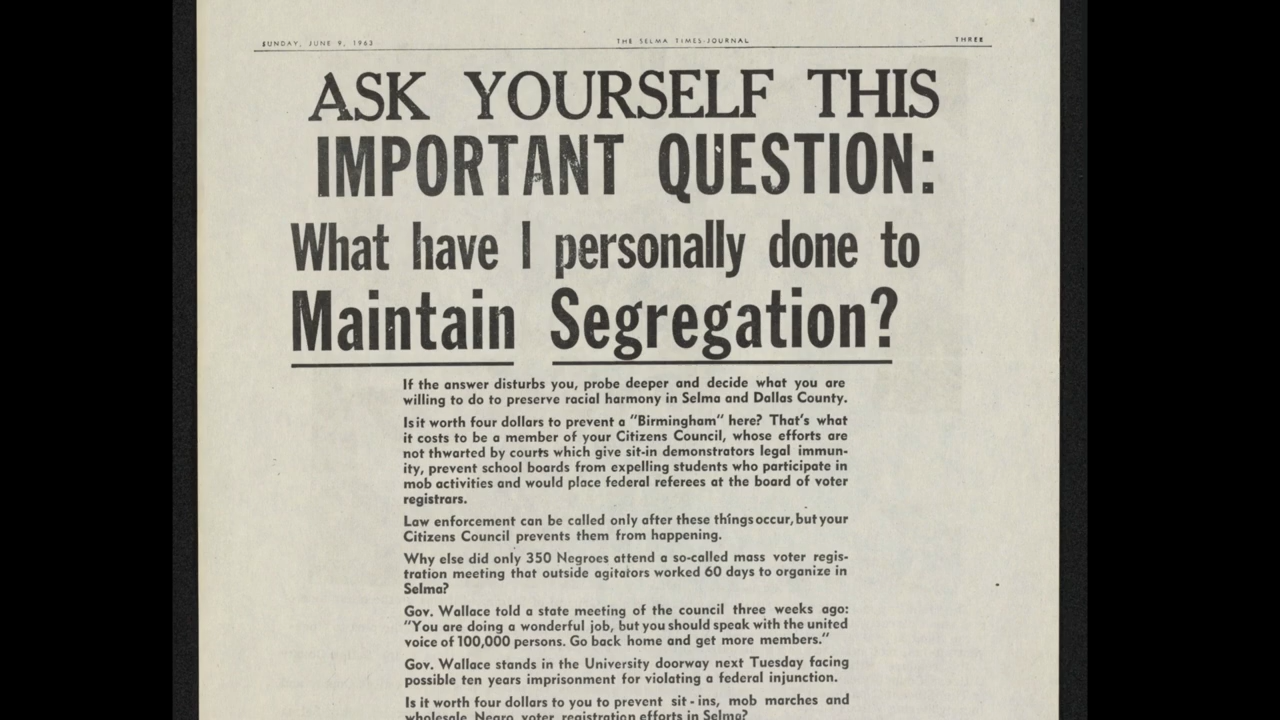 SUNDAY, JUNE 9, 1963 THE SELMA TIMES-JOURNAL THREE
ASK YOURSELF THIS
IMPORTANT QUESTION:
What have I personally done to
Maintain Segregation?
If the answer disturbs you, probe deeper and decide what you are
willing to do to preserve racial harmony in Selma and Dallas County.
Is it worth four dollars to prevent a "Birmingham" here? That's what
it costs to be a member of your Citizens Council, whose efforts are
not thwarted by courts which give sit-in demonstrators legal immun-
ity, prevent school boards from expelling students who participate in
mob activities and would place federal referees at the board of voter
registrars.
Law enforcement can be called only after these things occur, but your
Citizens Council prevents them from happening.
Why else did only 350 Negroes attend a so-called mass voter regis-
tration meeting that outside agitators worked 60 days to organize in
Selma?
Gov. Wallace told a state meeting of the council three weeks ago:
"You are doing a wonderful job, but you should speak with the united
voice of 100,000 persons. Go back home and get more members."
Gov. Wallace stands in the University doorway next Tuesday facing
possible ten years imprisonment for violating a federal injunction.
Is it worth four dollars to you to prevent sit-ins, mob marches and
wholesale Negro voter registration efforts in Selma?